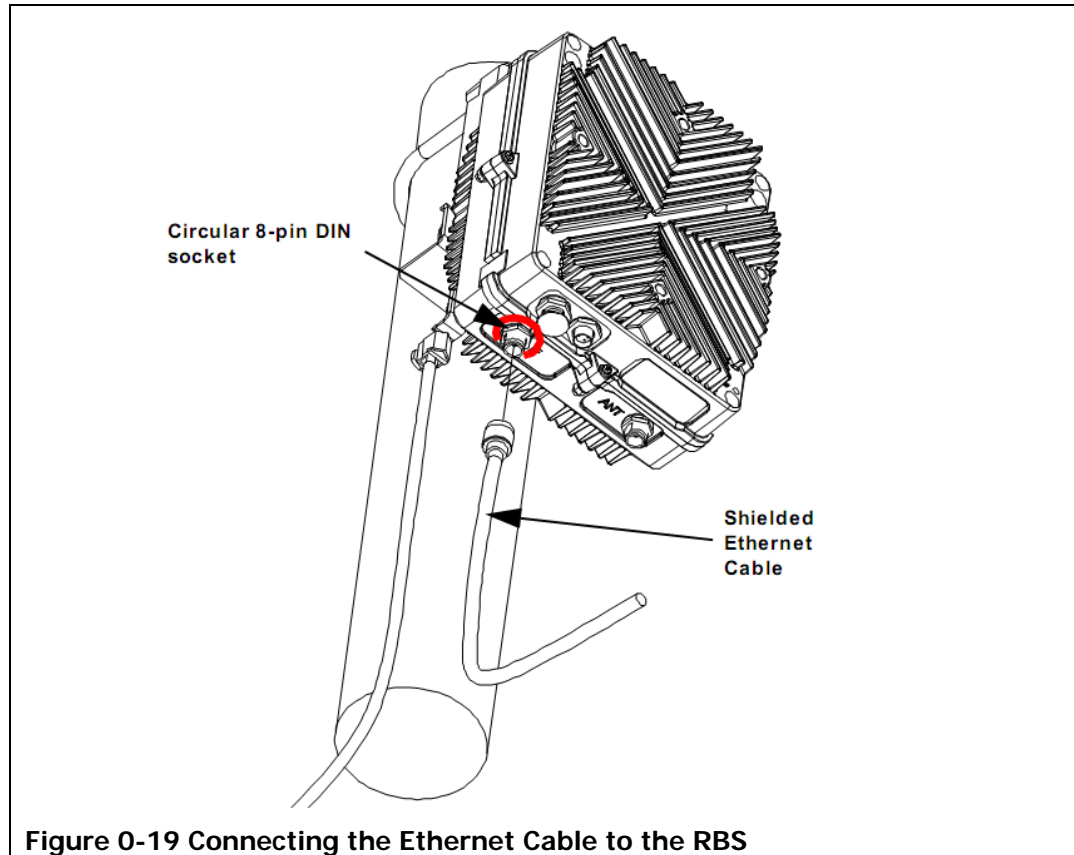 Circular 8-pin DIN
socket
ANT
Shielded
Ethernet
Cable
Figure 0-19 Connecting the Ethernet Cable to the RBS